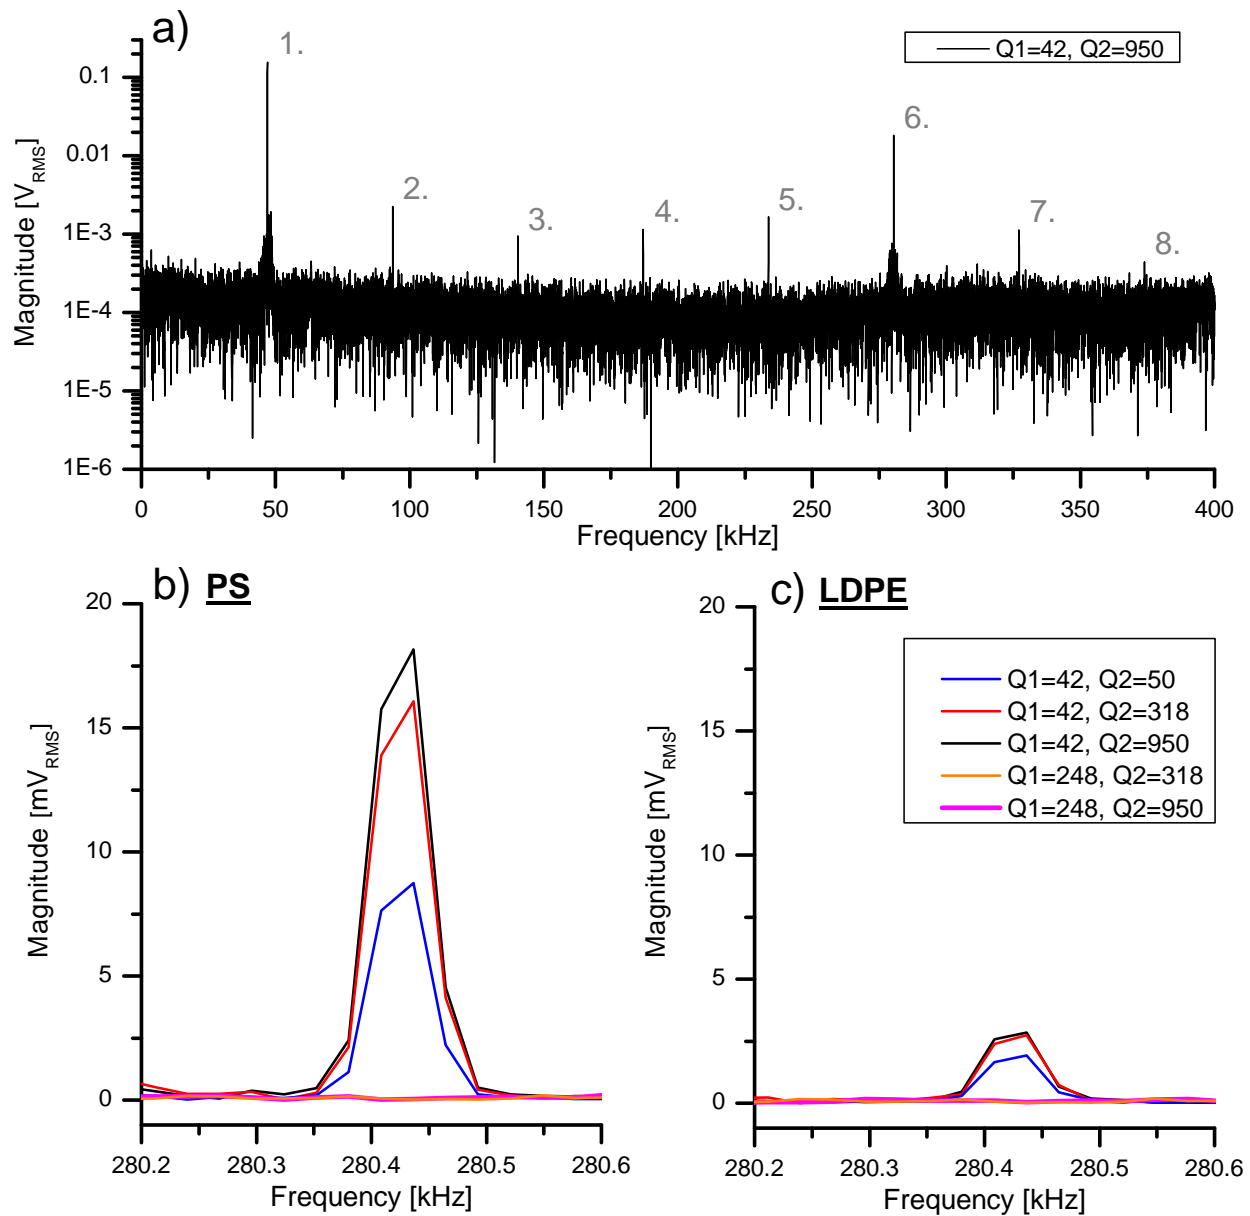 a)
1.
2.
3.
4.
5.
6.
7.
8.
Q1=42, Q2=950
Magnitude [V_RMS]
0.1
0.01
1E-3
1E-4
1E-5
1E-6
0 50 100 150 200 250 300 350 400
Frequency [kHz]
b) PS
Magnitude [mV_RMS]
20
15
10
5
0
280.2 280.3 280.4 280.5 280.6
Frequency [kHz]
c) LDPE
Q1=42, Q2=50
Q1=42, Q2=318
Q1=42, Q2=950
Q1=248, Q2=318
Q1=248, Q2=950
Magnitude [mV_RMS]
20
15
10
5
0
280.2 280.3 280.4 280.5 280.6
Frequency [kHz]